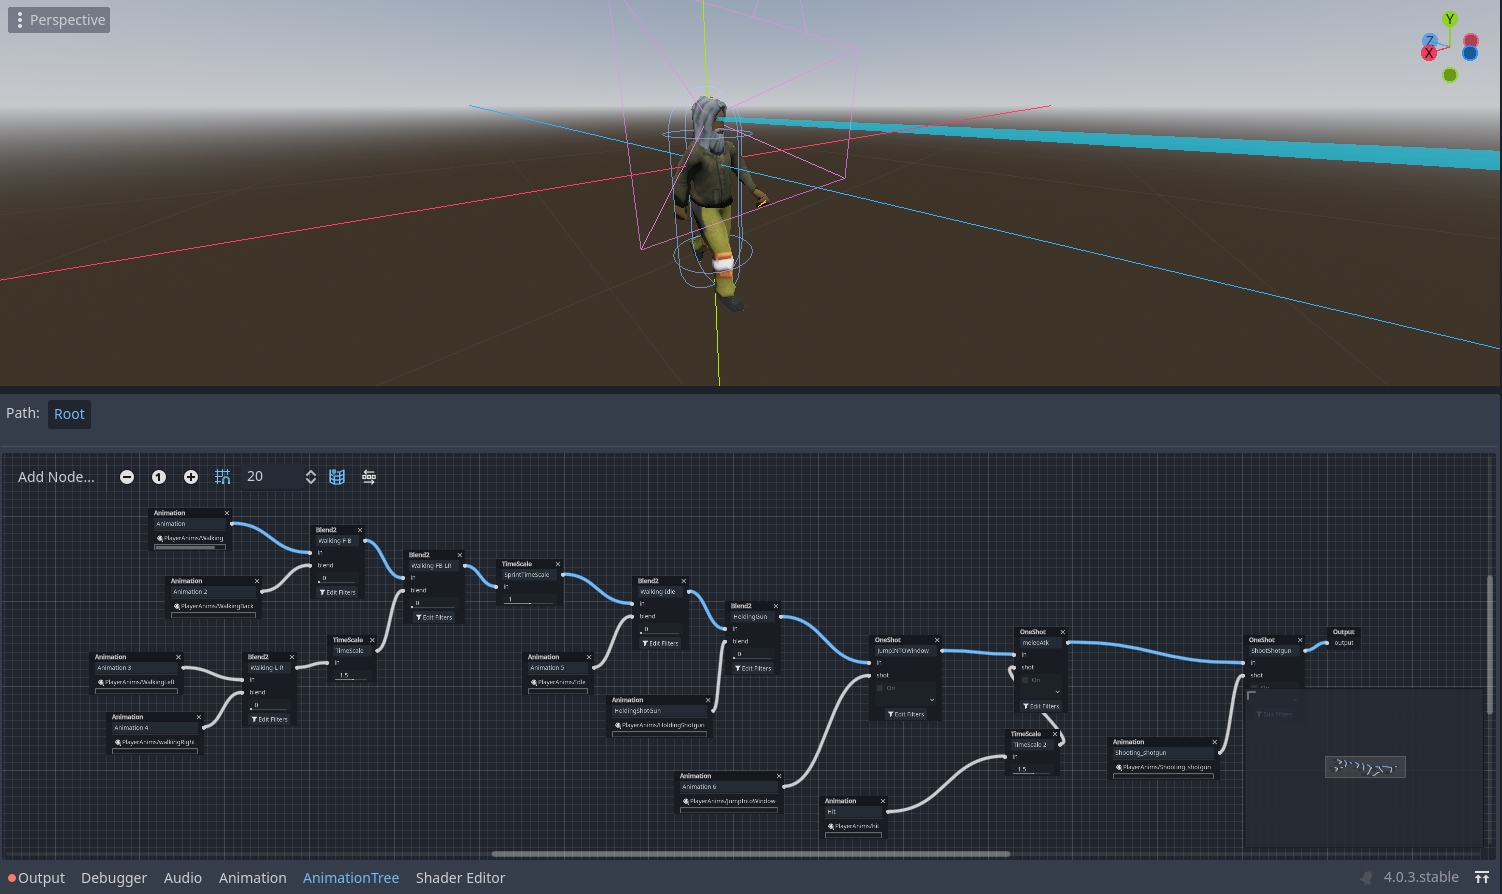 Perspective
Y
Z
X
Path: Root
Add Node... 1 20
Animation
Animation
PlayerAnims/Walking
Blend2
Walking F-B
in
blend
0
Edit Filters
Animation
Animation 2
PlayerAnims/WalkingBack
Blend2
Walking FB-LR
in
blend
0
Edit Filters
TimeScale
SprintTimeScale
in
1
Animation
Animation 3
PlayerAnims/WalkingLeft
Blend2
Walking L-R
in
blend
0
Edit Filters
TimeScale
TimeScale
in
1.5
Animation
Animation 4
PlayerAnims/walkingRight
Blend2
Walking-Idle
in
blend
0
Edit Filters
Animation
Animation 5
PlayerAnims/Idle
Blend2
HoldingGun
in
blend
0
Edit Filters
Animation
HoldingShotGun
PlayerAnims/HoldingShotgun
OneShot
JumpINTOWindow
in
shot
On
Edit Filters
Animation
Animation 6
PlayerAnims/JumpIntoWindow
OneShot
meleeAtk
in
shot
On
Edit Filters
TimeScale
TimeScale 2
in
1.5
Animation
Hit
PlayerAnims/hit
Animation
Shooting_shotgun
PlayerAnims/Shooting_shotgun
OneShot
ShootShotgun
in
shot
On
Edit Filters
Output
output
Output Debugger Audio Animation AnimationTree Shader Editor 4.0.3.stable